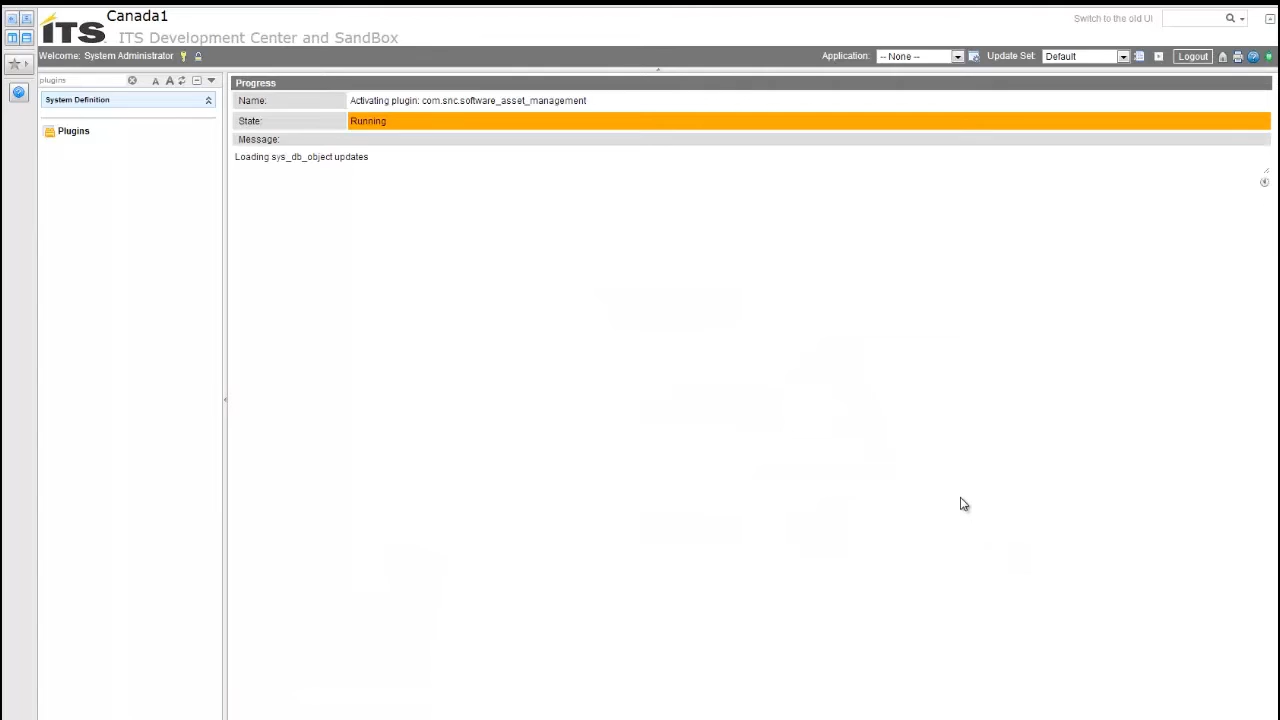 Canada1
ITS
ITS Development Center and SandBox
Switch to the old UI
Welcome: System Administrator
Application: -- None --
Update Set: Default
Logout
plugins
A A
System Definition
Plugins
Progress
Name: Activating plugin: com.snc.software_asset_management
State: Running
Message:
Loading sys_db_object updates